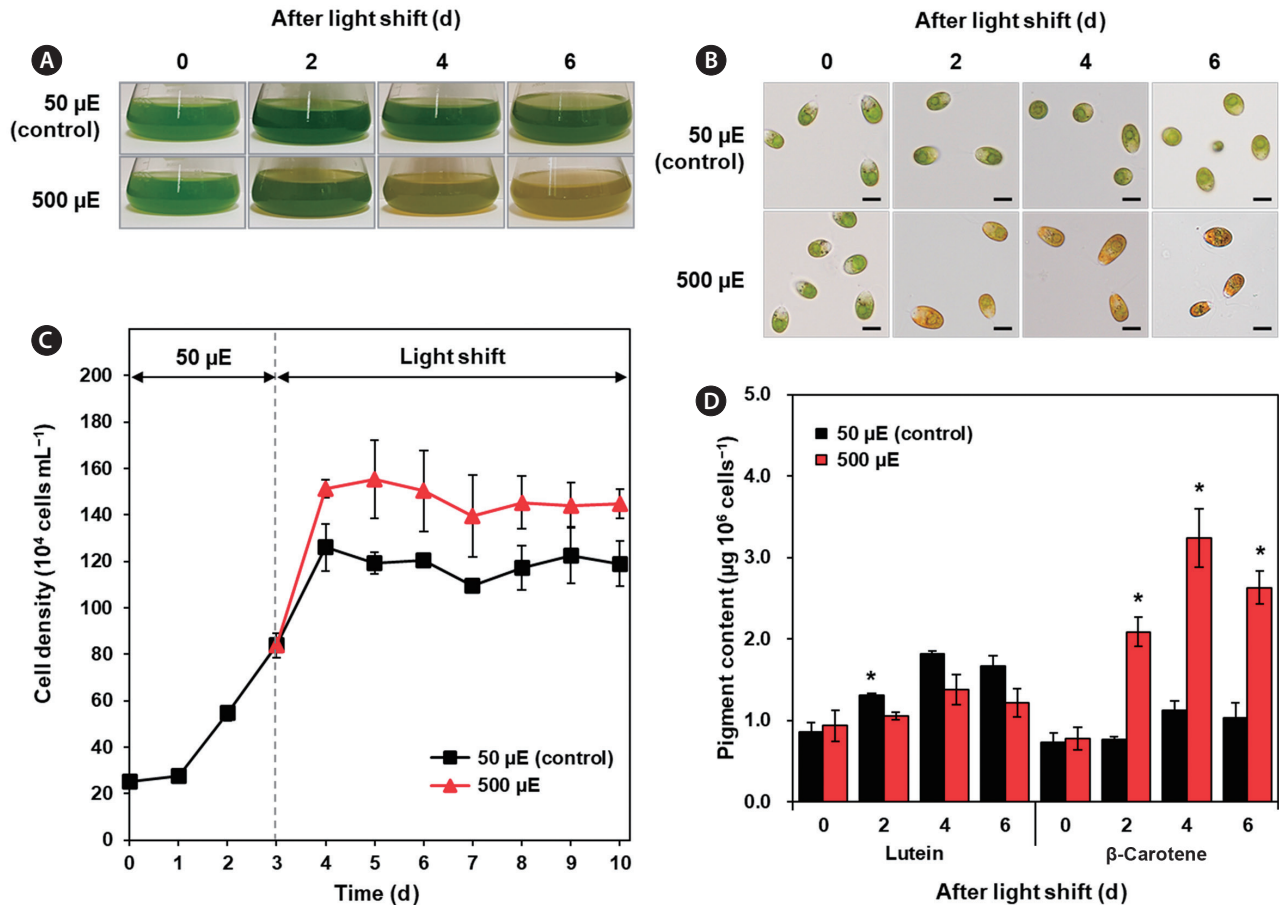 A
After light shift (d)
0 2 4 6
50 µE
(control)
500 µE
B
After light shift (d)
0 2 4 6
50 µE
(control)
500 µE
C
50 µE
Light shift
Cell density (10⁴ cells mL⁻¹)
200
180
160
140
120
100
80
60
40
20
0
50 µE (control)
500 µE
0 1 2 3 4 5 6 7 8 9 10
Time (d)
D
Pigment content (µg 10⁶ cells⁻¹)
5.0
4.0
3.0
2.0
1.0
0.0
50 µE (control)
500 µE
*
*
*
*
0 2 4 6 0 2 4 6
Lutein β-Carotene
After light shift (d)